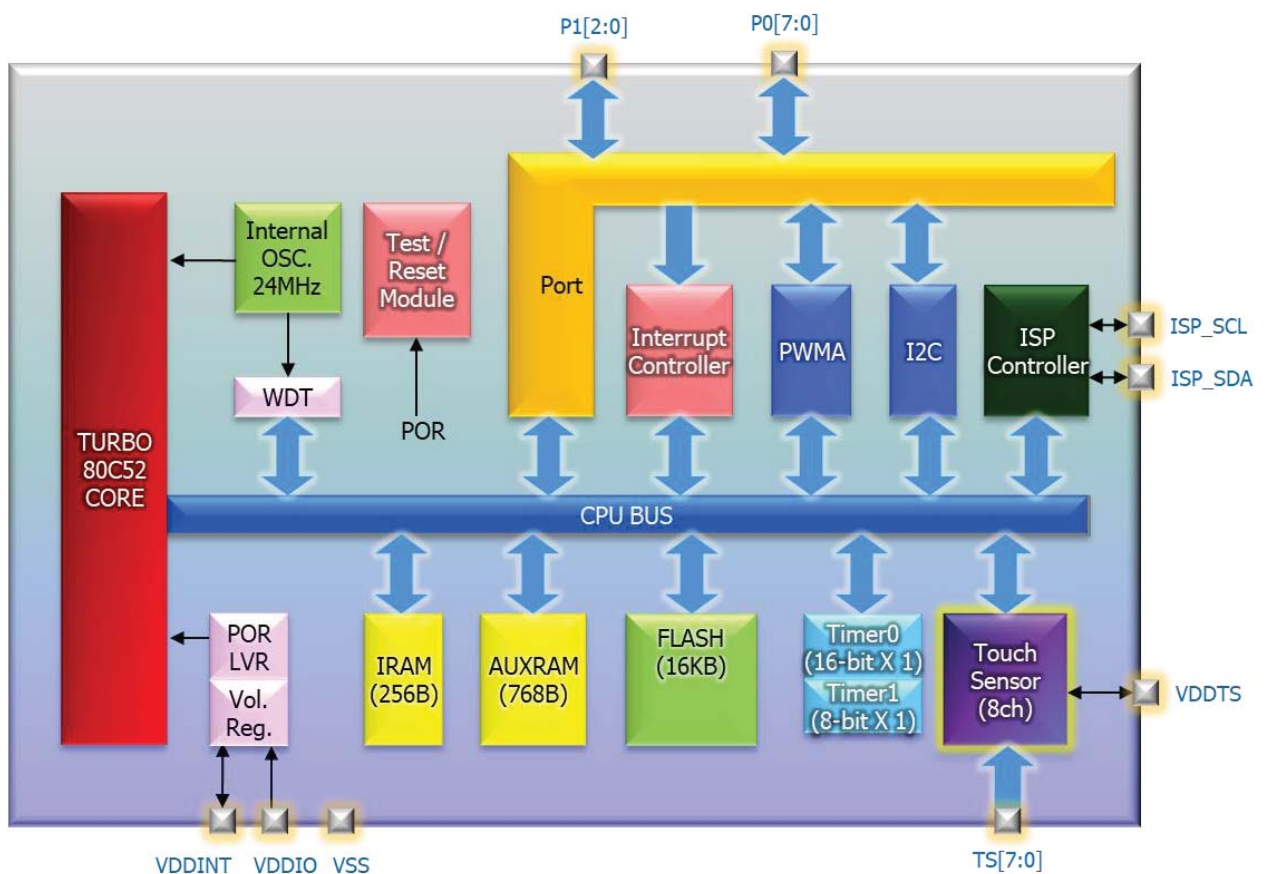 P1[2:0]
P0[7:0]
Internal
OSC.
24MHz
Test /
Reset
Module
Port
Interrupt
Controller
PWMA
I2C
ISP
Controller
ISP_SCL
ISP_SDA
WDT
POR
TURBO
80C52
CORE
CPU BUS
POR
LVR
Vol.
Reg.
IRAM
(256B)
AUXRAM
(768B)
FLASH
(16KB)
Timer0
(16-bit X 1)
Timer1
(8-bit X 1)
Touch
Sensor
(8ch)
VDDTS
VDDINT
VDDIO
VSS
TS[7:0]